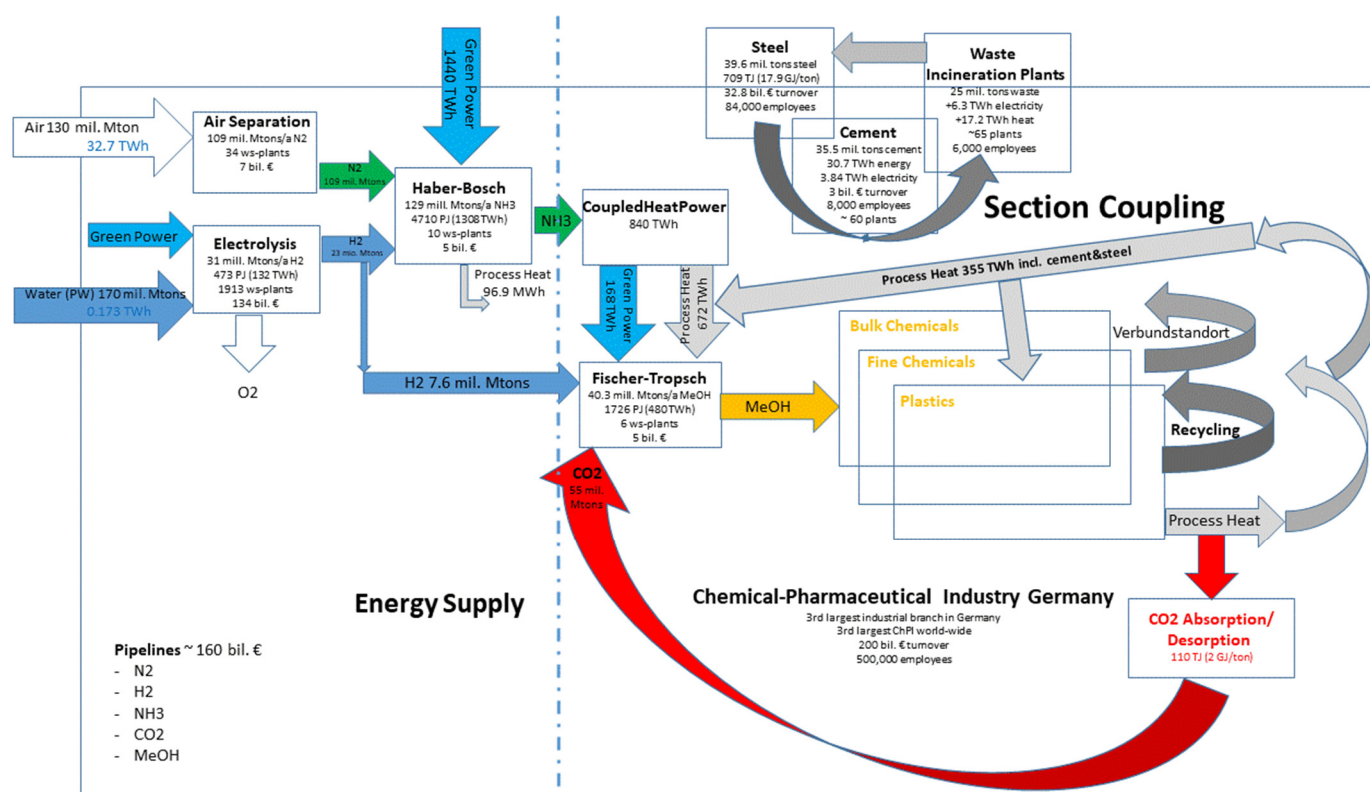 Green Power
1440 TWh
Steel
39.6 mil. tons steel
709 TJ (17.9 GJ/ton)
32.8 bil. € turnover
84,000 employees
Waste
Incineration Plants
25 mil. tons waste
+6.3 TWh electricity
+17.2 TWh heat
~65 plants
6,000 employees
Air 130 mil. Mton
32.7 TWh
Air Separation
109 mil. Mtons/a N2
34 ws-plants
7 bil. €
Cement
35.5 mil. tons cement
30.7 TWh energy
3.84 TWh electricity
3 bil. € turnover
8,000 employees
~ 60 plants
N2
109 mil. Mtons
Haber-Bosch
129 mill. Mtons/a NH3
4710 PJ (1308TWh)
10 ws-plants
5 bil. €
NH3
CoupledHeatPower
840 TWh
Section Coupling
Green Power
Electrolysis
31 mill. Mtons/a H2
473 PJ (132 TWh)
1913 ws-plants
134 bil. €
H2
23 mio. Mtons
Water (PW) 170 mil. Mtons
0.173 TWh
Process Heat
96.9 MWh
Green Power
168TWh
Process Heat
672 TWh
Process Heat 355 TWh incl. cement&steel
O2
H2 7.6 mil. Mtons
Fischer-Tropsch
40.3 mill. Mtons/a MeOH
1726 PJ (480TWh)
6 ws-plants
5 bil. €
MeOH
Bulk Chemicals
Fine Chemicals
Plastics
Verbundstandort
Recycling
CO2
55 mil.
Mtons
Process Heat
Energy Supply
Chemical-Pharmaceutical Industry Germany
3rd largest industrial branch in Germany
3rd largest ChPI world-wide
200 bil. € turnover
500,000 employees
CO2 Absorption/
Desorption
110 TJ (2 GJ/ton)
Pipelines ~ 160 bil. €
- N2
- H2
- NH3
- CO2
- MeOH